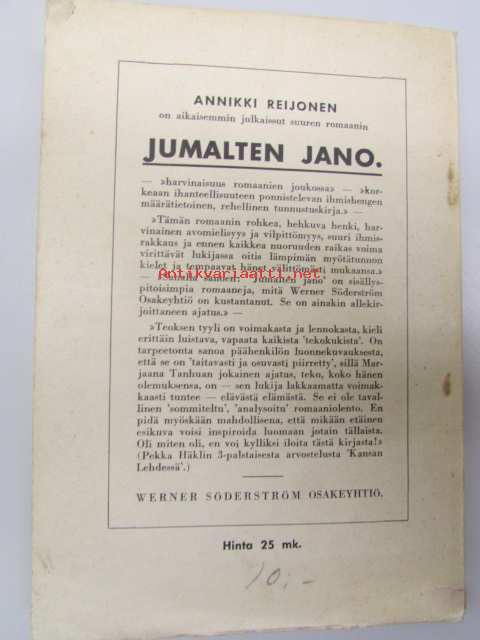 ANNIKKI REIJONEN
on aikaisemmin julkaissut suuren romaanin
JUMALTEN JANO.
— »harvinaisuus romaanien joukossa» — »kor-
keaan ihanteellisuuteen ponnistelevan ihmishengen
määrätietoinen, rehellinen tunnustuskirja.» —
»Tämän romaanin rohkea, hehkuva henki, har-
vinainen avomielisyys ja vilpittömyys, suuri ihmis-
rakkaus ja ennen kaikkea nuoruuden raikas voima
virittävät lukijassa oitis lämpimän myötätunnon
kielet ja tempaavat hänet välittömästi mukaansa.»
Antikvariaatti.net
— sanoen: 'Jumalten jano' on sisällys-
pitoisimpia romaaneja, mitä Werner Söderström
Osakeyhtiö on kustantanut. Se on ainakin allekir-
joittaneen ajatus.» —
»Teoksen tyyli on voimakasta ja lennokasta, kieli
erittäin luistava, vapaata kaikista 'tekokukista'. On
tarpeetonta sanoa päähenkilön luonnekuvauksesta,
että se on 'taitavasti ja osuvasti piirretty', sillä Mar-
jaana Tanhuan jokainen ajatus, teko, koko hänen
olemuksensa, on — sen lukija lakkaamatta voimak-
kaasti tuntee — elävästä elämästä. Se ei ole taval-
linen 'sommiteltu', 'analysoitu' romaaniolento. En
pidä myöskään mahdollisena, että mikään etäinen
esikuva voisi inspiroida luomaan jotain tällaista.
Oli miten oli, en voi kylliksi iloita tästä kirjasta!»
(Pekka Häklin 3-palstaisesta arvostelusta 'Kansan
Lehdessä'.)
WERNER SÖDERSTRÖM OSAKEYHTIÖ.
Hinta 25 mk.
10:-